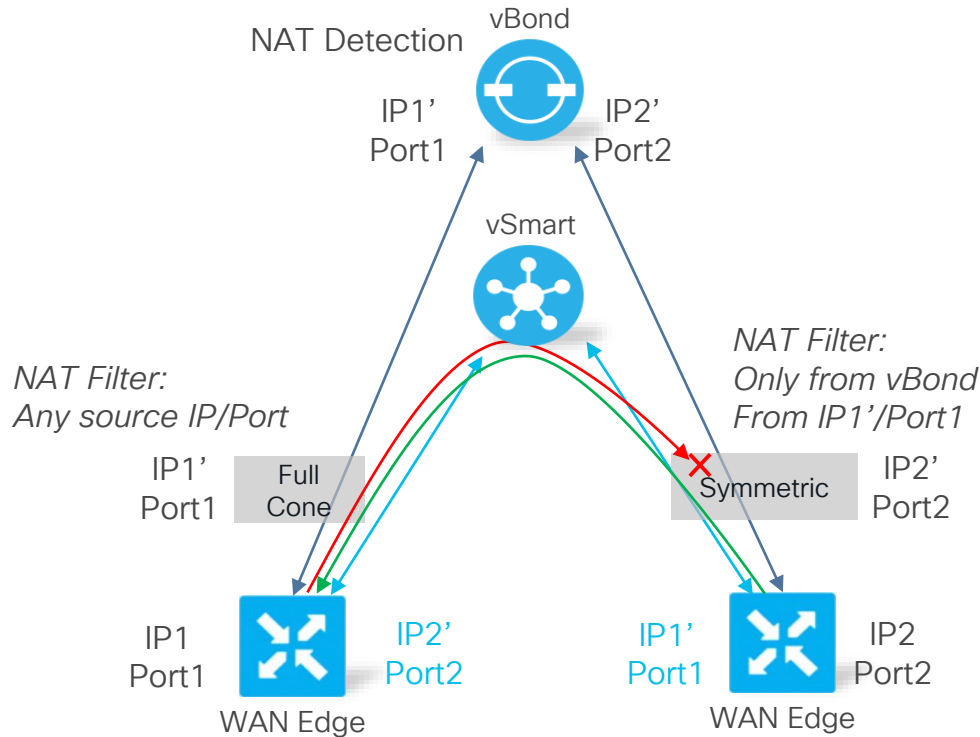 vBond
NAT Detection
IP1’
Port1
IP2’
Port2
vSmart
NAT Filter:
Any source IP/Port
NAT Filter:
Only from vBond
From IP1’/Port1
IP1’
Port1
Full
Cone
Symmetric
IP2’
Port2
IP1
Port1
IP2’
Port2
IP1’
Port1
IP2
Port2
WAN Edge
WAN Edge